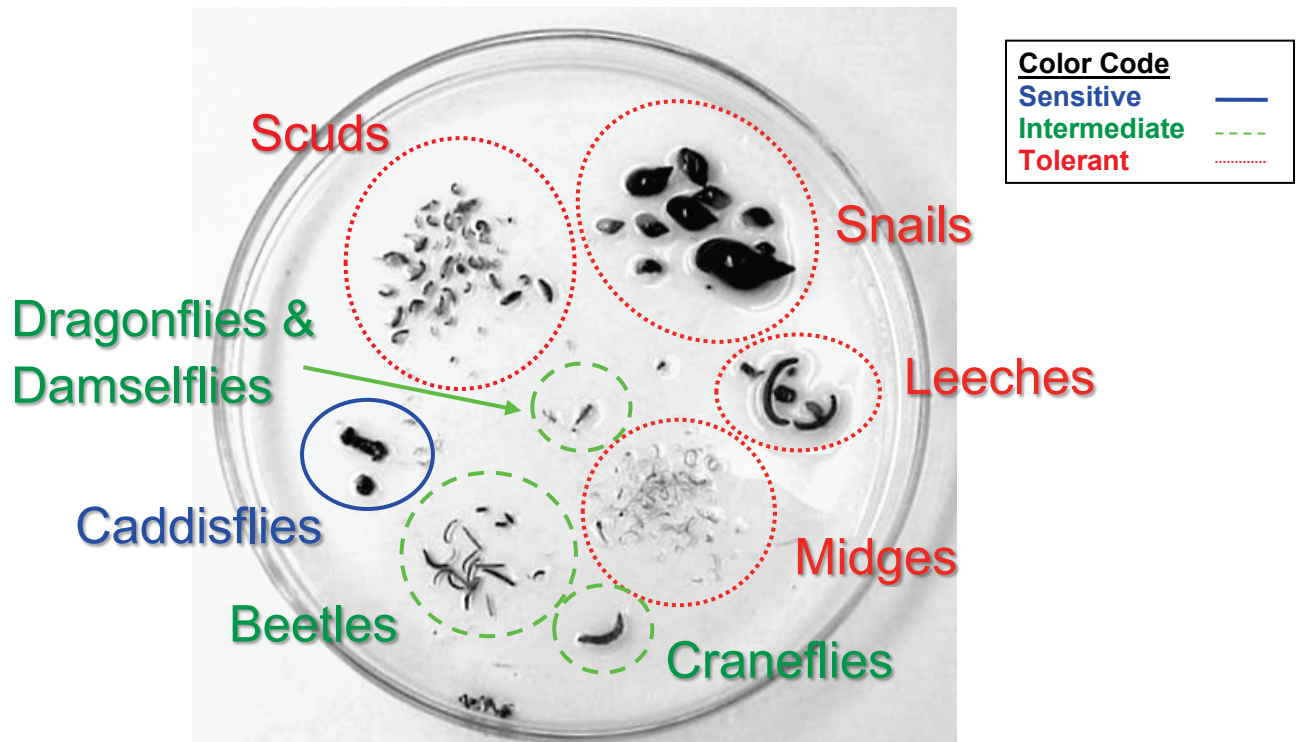 Color Code
Sensitive
Intermediate
Tolerant
Scuds
Snails
Dragonflies &
Damselflies
Leeches
Caddisflies
Midges
Beetles
Craneflies